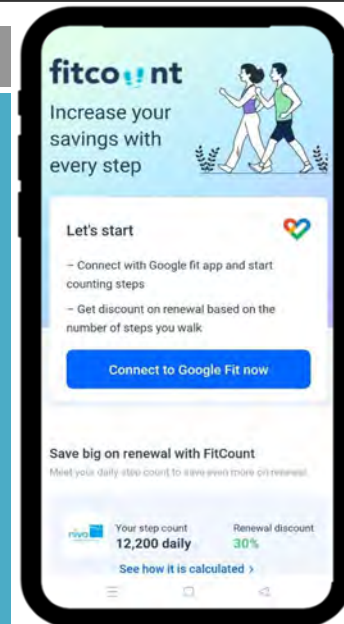 fitcount
Increase your
savings with
every step
Let's start
– Connect with Google fit app and start
counting steps
– Get discount on renewal based on the
number of steps you walk
Connect to Google Fit now
Save big on renewal with FitCount
Meet your daily step count to save even more on renewal.
niva
Your step count
Renewal discount
12,200 daily
30%
See how it is calculated >